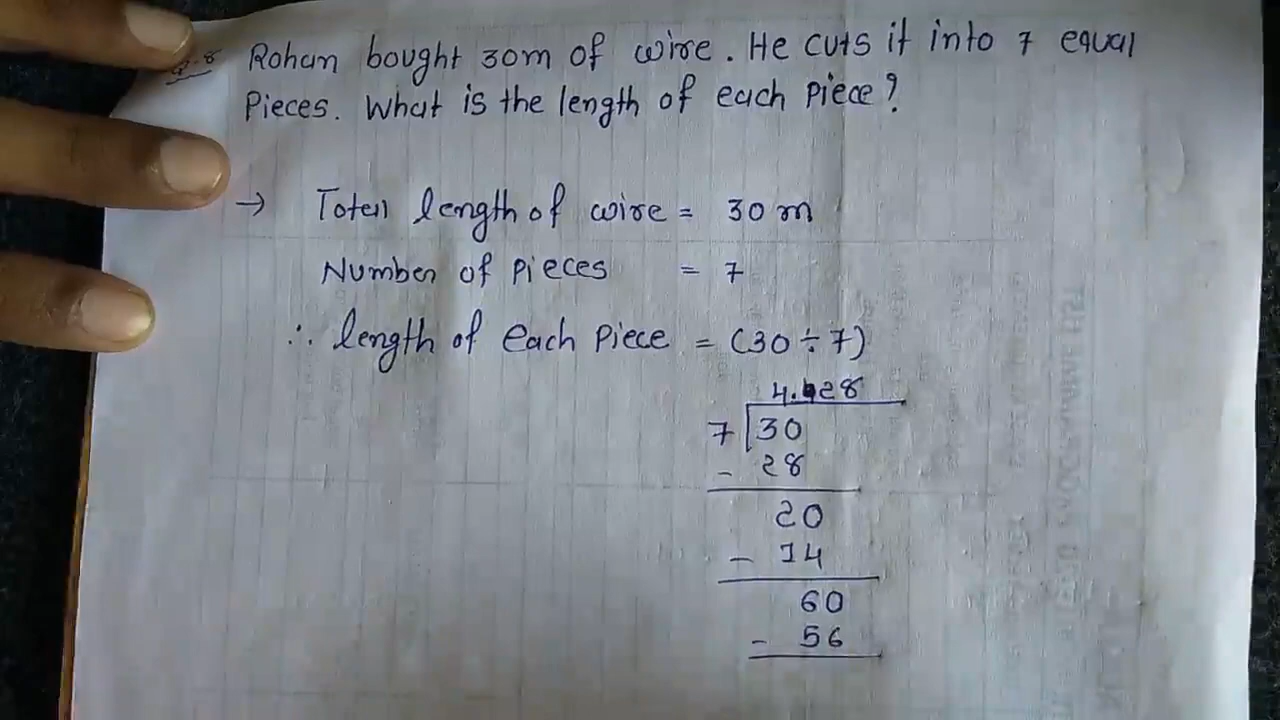 Rohan bought 30m of wire. He cuts it into 7 equal
Pieces. What is the length of each piece?
→ Total length of wire = 30 m
Number of pieces = 7
∴ length of each piece = (30 ÷ 7)
4.28
7 30
- 28
20
- 14
60
- 56